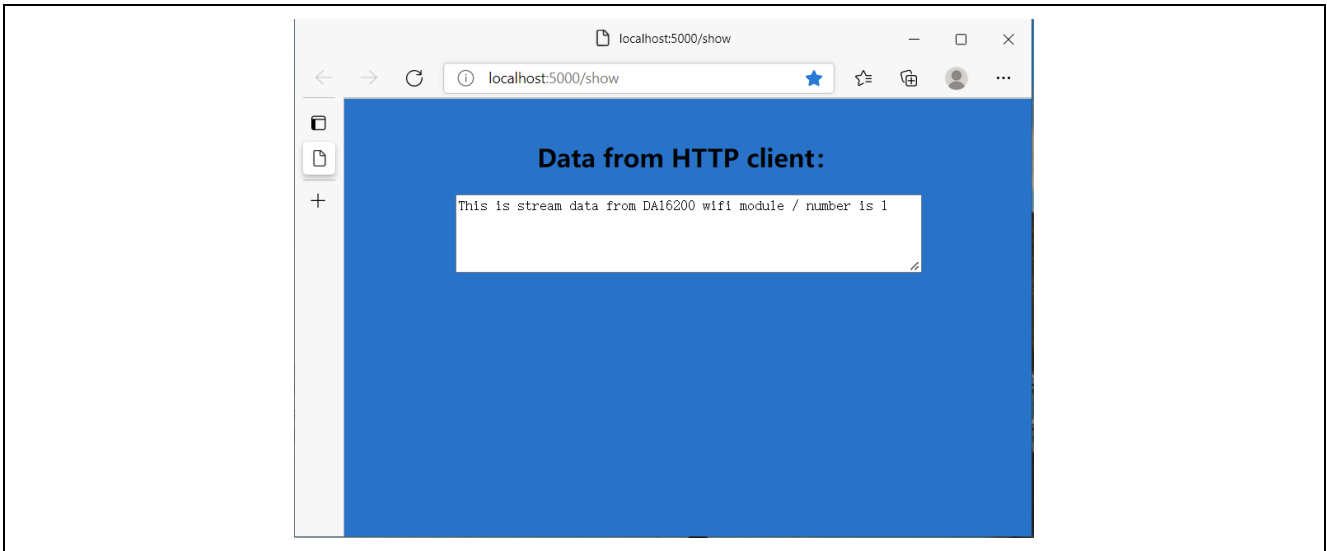 localhost:5000/show
localhost:5000/show
Data from HTTP client:
This is stream data from DA16200 wifi module / number is 1